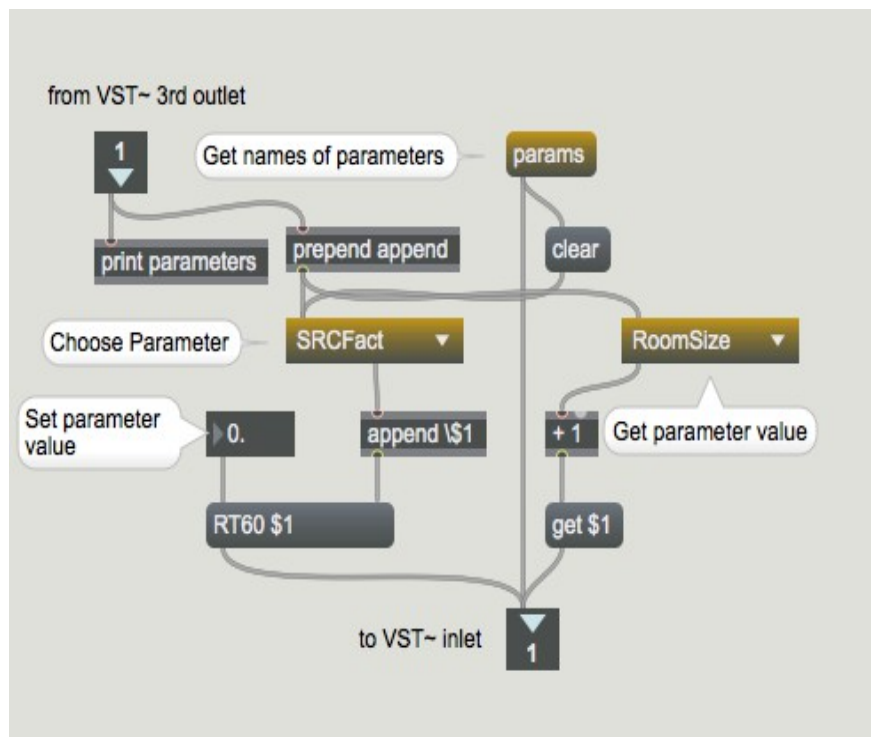 from VST~ 3rd outlet
1
Get names of parameters
params
print parameters
prepend append
clear
Choose Parameter
SRCFact
RoomSize
Set parameter
value
0.
append \$1
+ 1
Get parameter value
RT60 $1
get $1
to VST~ inlet
1